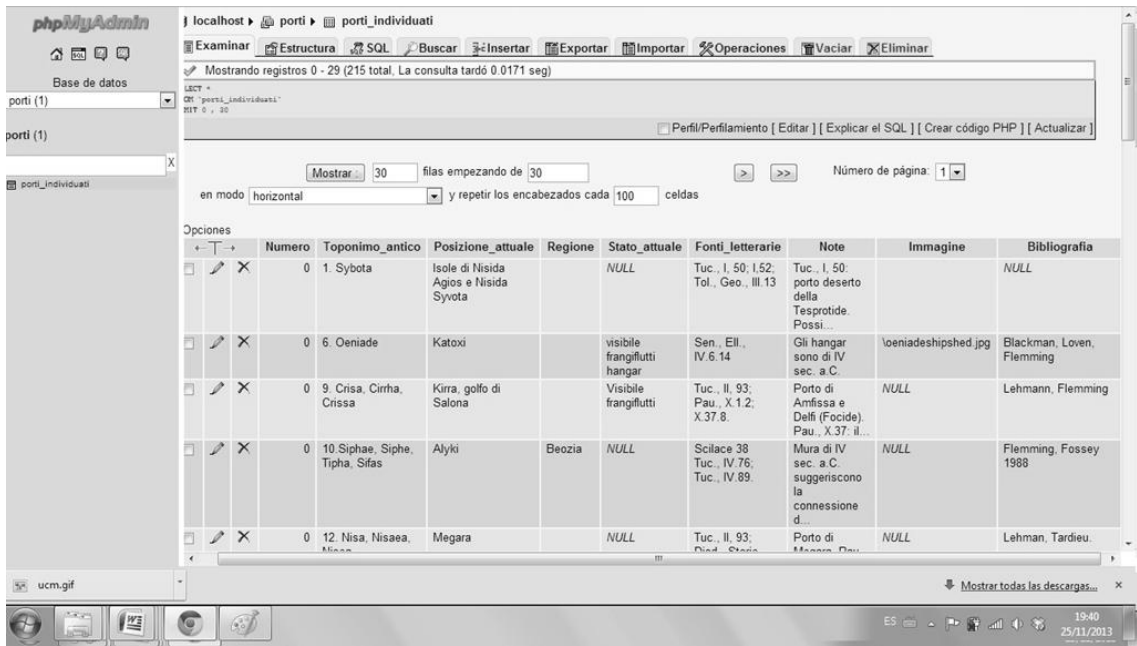 phpMyAdmin
localhost ▸ porti ▸ porti_individuati
Examinar Estructura SQL Buscar Insertar Exportar Importar Operaciones Vaciar Eliminar
Mostrando registros 0 - 29 (215 total, La consulta tardó 0.0171 seg)
Base de datos
porti (1)
LECT *
OM `porti_individuati`
MIT 0 , 30
Perfil/Perfilamiento [ Editar ] [ Explicar el SQL ] [ Crear código PHP ] [ Actualizar ]
porti (1)
X
porti_individuati
Mostrar : 30 filas empezando de 30 > >> Número de página: 1
en modo horizontal y repetir los encabezados cada 100 celdas
Opciones
←T→ Numero Toponimo_antico Posizione_attuale Regione Stato_attuale Fonti_letterarie Note Immagine Bibliografia
0 1. Sybota Isole di Nisida NULL Tuc., I, 50; I,52; Tuc., I, 50: NULL
Agios e Nisida Tol., Geo., III.13 porto deserto
Syvota della
Tesprotide.
Possi...
0 6. Oeniade Katoxi visibile Sen., Ell., Gli hangar \oeniadeshipshed.jpg Blackman, Loven,
frangiflutti IV.6.14 sono di IV Flemming
hangar sec. a.C.
0 9. Crisa, Cirrha, Kirra, golfo di Visibile Tuc., II, 93; Porto di NULL Lehmann, Flemming
Crissa Salona frangiflutti Pau., X.1.2; Amfissa e
X.37.8. Delfi (Focide).
Pau., X.37: il...
0 10.Siphae, Siphe, Alyki Beozia NULL Scilace 38 Mura di IV NULL Flemming, Fossey
Tipha, Sifas Tuc., IV.76; sec. a.C. 1988
Tuc., IV.89. suggeriscono
la
connessione
d...
0 12. Nisa, Nisaea, Megara NULL Tuc., II, 93; Porto di NULL Lehman, Tardieu.
ucm.gif
Mostrar todas las descargas...
ES 19:40
25/11/2013